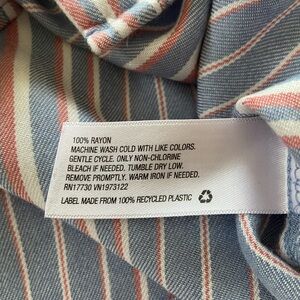 100% RAYON
MACHINE WASH COLD WITH LIKE COLORS.
GENTLE CYCLE. ONLY NON-CHLORINE
BLEACH IF NEEDED. TUMBLE DRY LOW.
REMOVE PROMPTLY. WARM IRON IF NEEDED.
RN17730 VN1973122
LABEL MADE FROM 100% RECYCLED PLASTIC